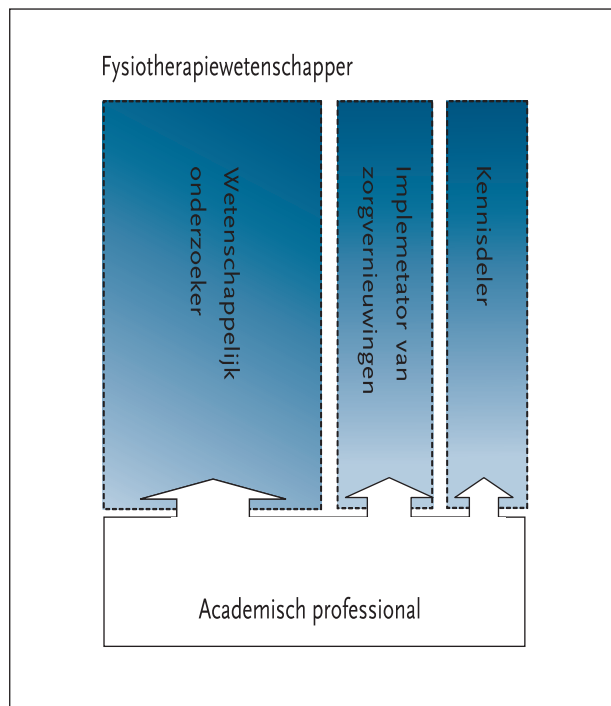 Fysiotherapiewetenschapper
Wetenschappelijk
onderzoeker
Implemetator van
zorgvernieuwingen
Kennisdeler
Academisch professional